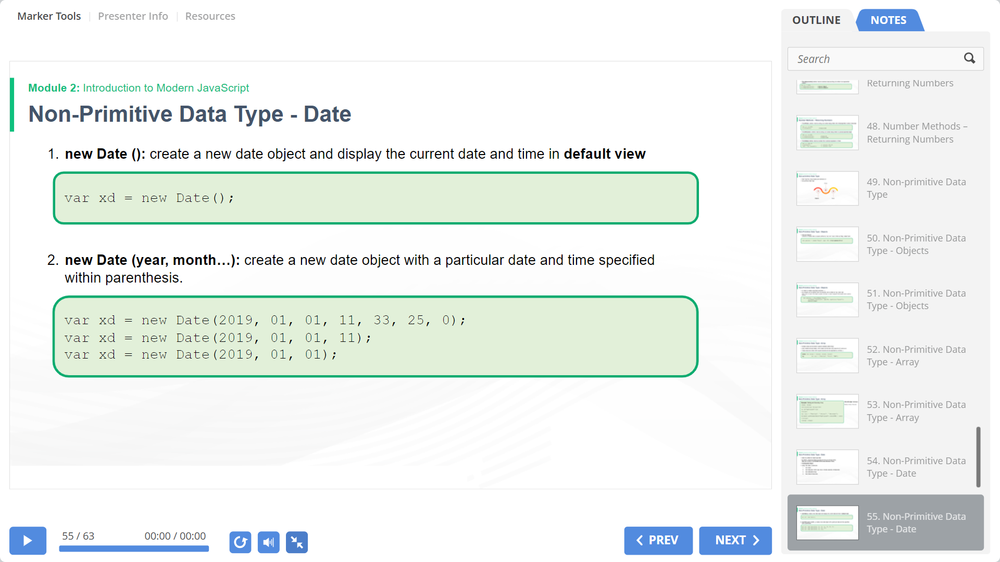 Marker Tools
Presenter Info
Resources
OUTLINE
NOTES
Search
Module 2: Introduction to Modern JavaScript
Non-Primitive Data Type - Date
1. new Date (): create a new date object and display the current date and time in default view
var xd = new Date();
2. new Date (year, month…): create a new date object with a particular date and time specified
within parenthesis.
var xd = new Date(2019, 01, 01, 11, 33, 25, 0);
var xd = new Date(2019, 01, 01, 11);
var xd = new Date(2019, 01, 01);
Returning Numbers
48. Number Methods –
Returning Numbers
49. Non-primitive Data
Type
50. Non-Primitive Data
Type - Objects
51. Non-Primitive Data
Type - Objects
52. Non-Primitive Data
Type - Array
53. Non-Primitive Data
Type - Array
54. Non-Primitive Data
Type - Date
55. Non-Primitive Data
Type - Date
55 / 63
00:00 / 00:00
PREV
NEXT